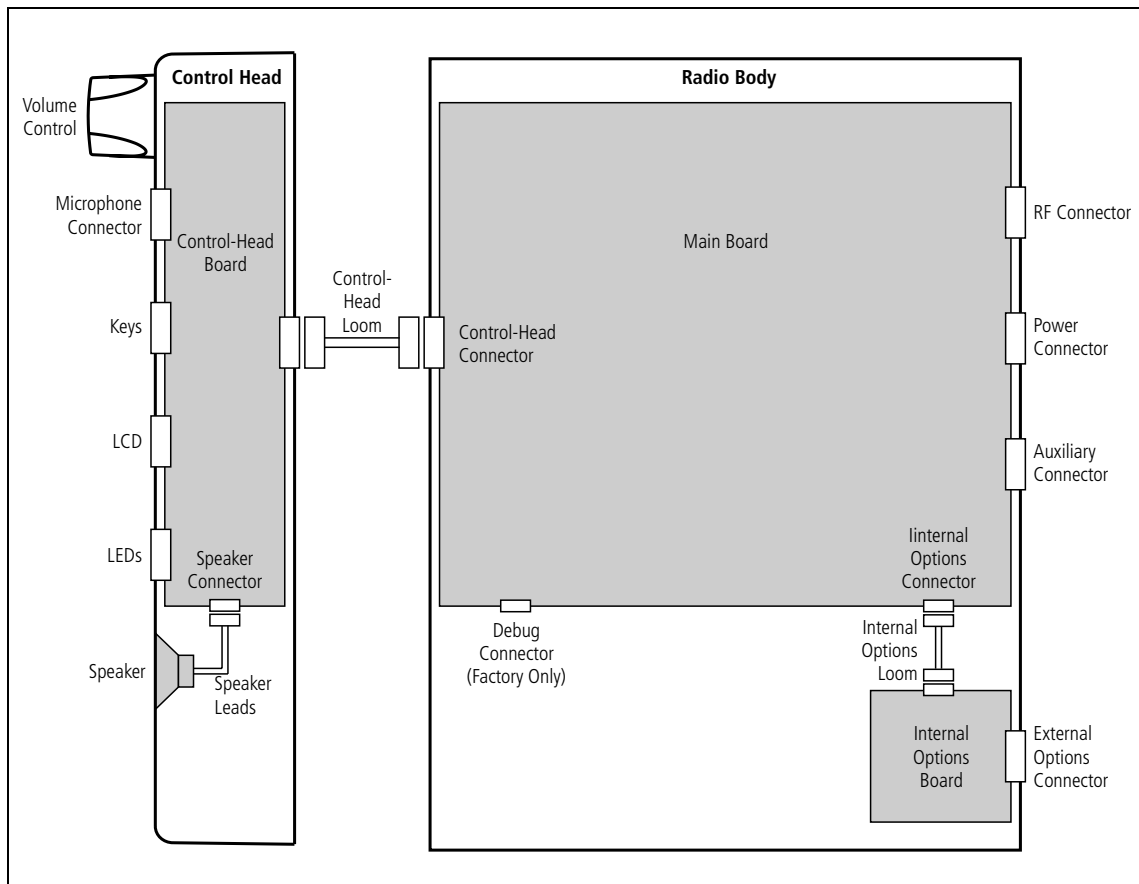 Control Head
Radio Body
Volume
Control
Microphone
Connector
Control-Head
Board
Main Board
RF Connector
Keys
Control-
Head
Loom
Control-Head
Connector
Power
Connector
LCD
Auxiliary
Connector
LEDs
Speaker
Connector
Iinternal
Options
Connector
Speaker
Speaker
Leads
Debug
Connector
(Factory Only)
Internal
Options
Loom
Internal
Options
Board
External
Options
Connector